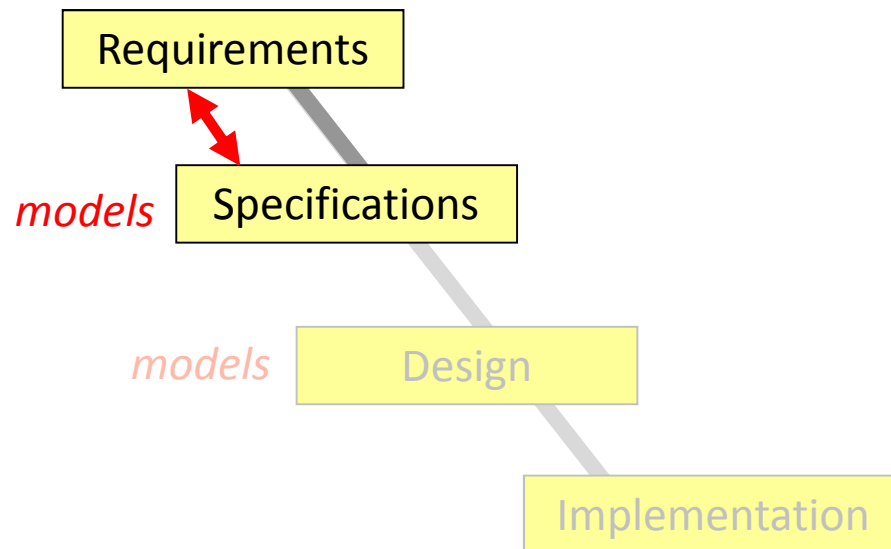 Requirements
models
Specifications
models
Design
Implementation